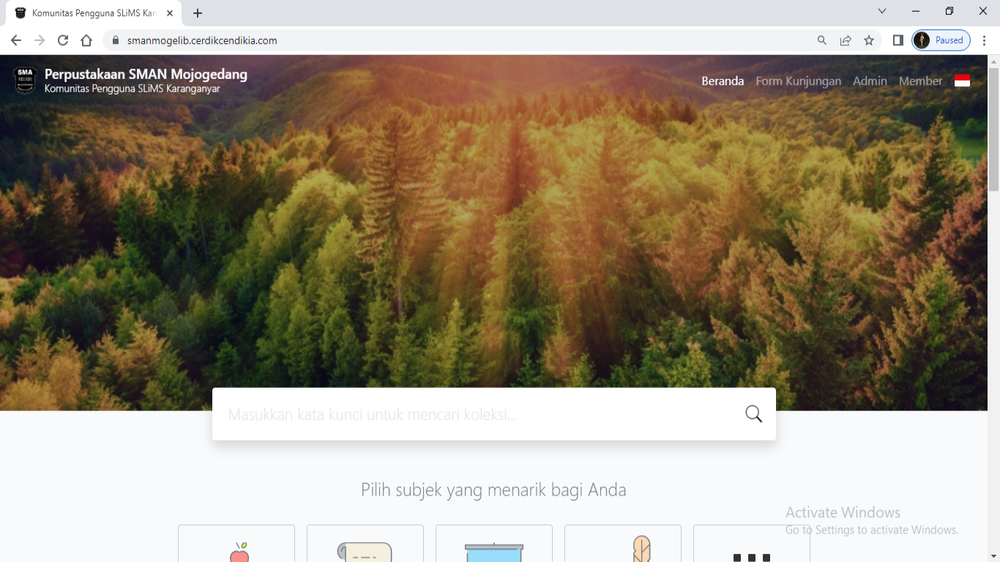 Komunitas Pengguna SLiMS Kar
smanmogelib.cerdikcendikia.com
Paused
SMA
NEGERI
Perpustakaan SMAN Mojogedang
Komunitas Pengguna SLiMS Karanganyar
Beranda Form Kunjungan Admin Member
Masukkan kata kunci untuk mencari koleksi...
Pilih subjek yang menarik bagi Anda
Activate Windows
Go to Settings to activate Windows.